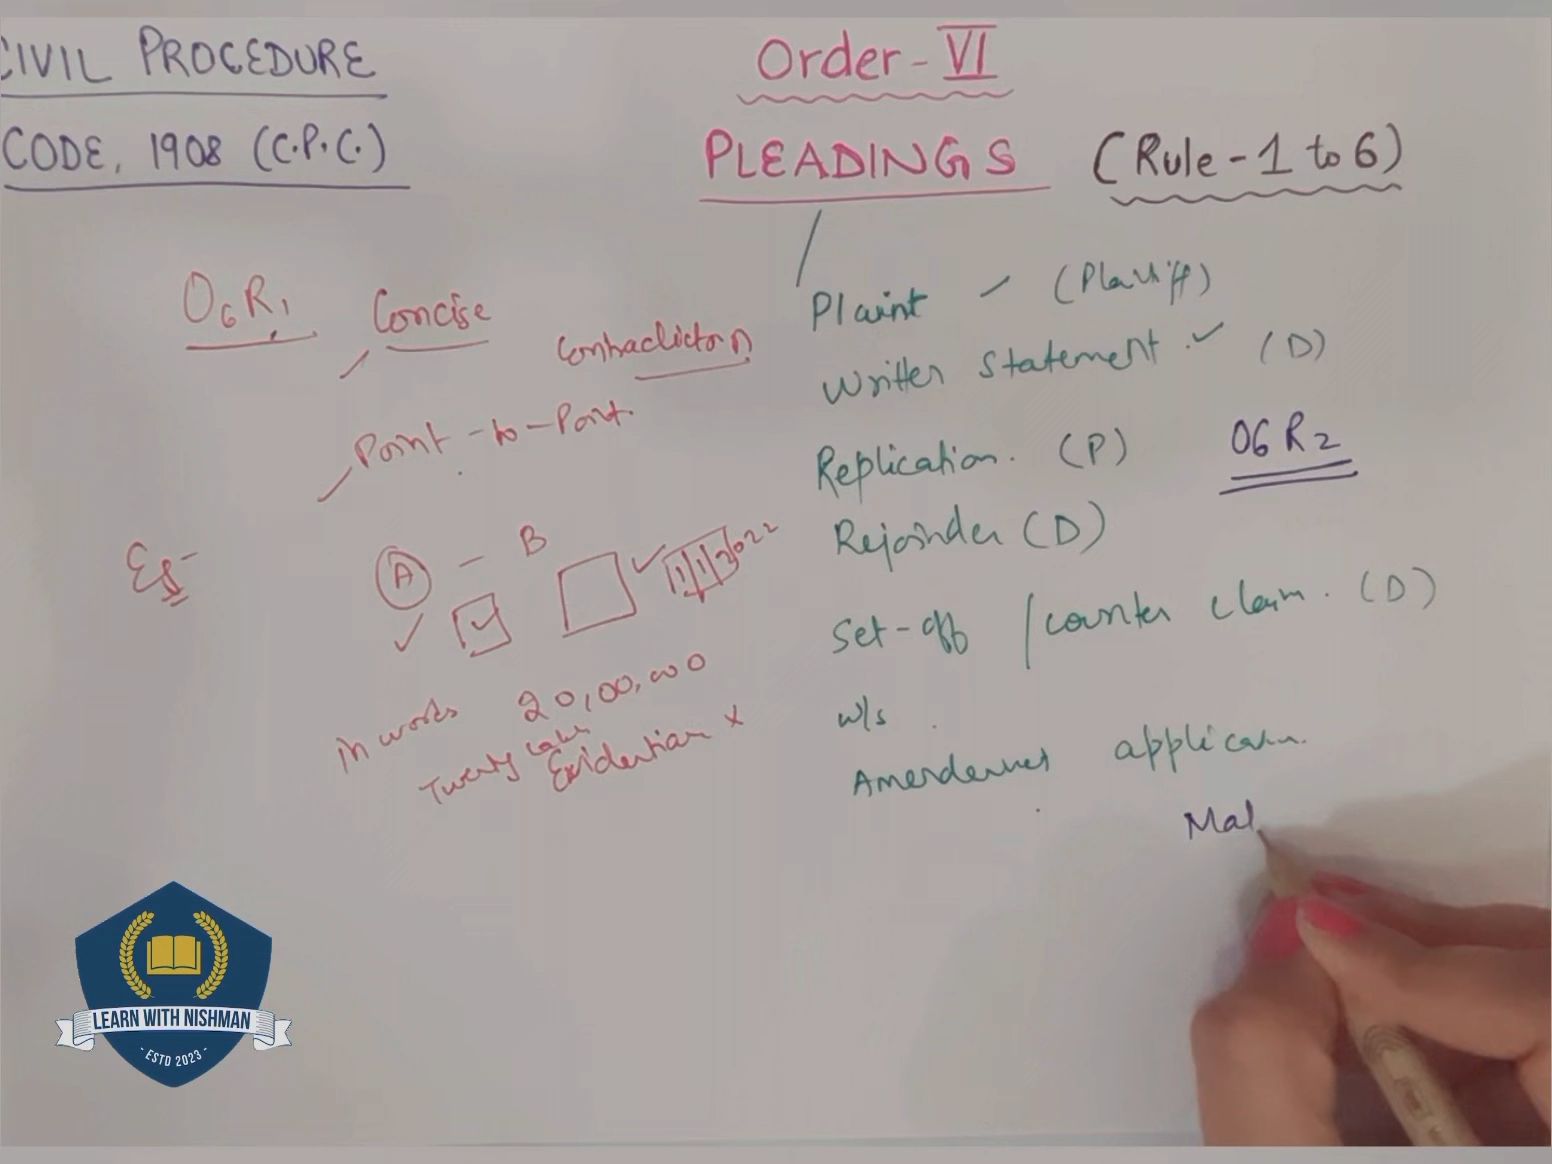 CIVIL PROCEDURE
CODE, 1908 (C.P.C.)
Order - VI
PLEADINGS (Rule - 1 to 6)
O6R1
Concise
Contradictory
Point - to - Point.
Eg -
A - B
1/1/2022
in words 20,00,000
Twenty Lakh
Evidentiary x
Plaint (Plaintiff)
Written Statement. (D)
Replication. (P)
O6 R2
Rejoinder (D)
Set-off / counter claim. (D)
w/s.
Amendment application.
Mal
LEARN WITH NISHMAN
- ESTD 2023 -